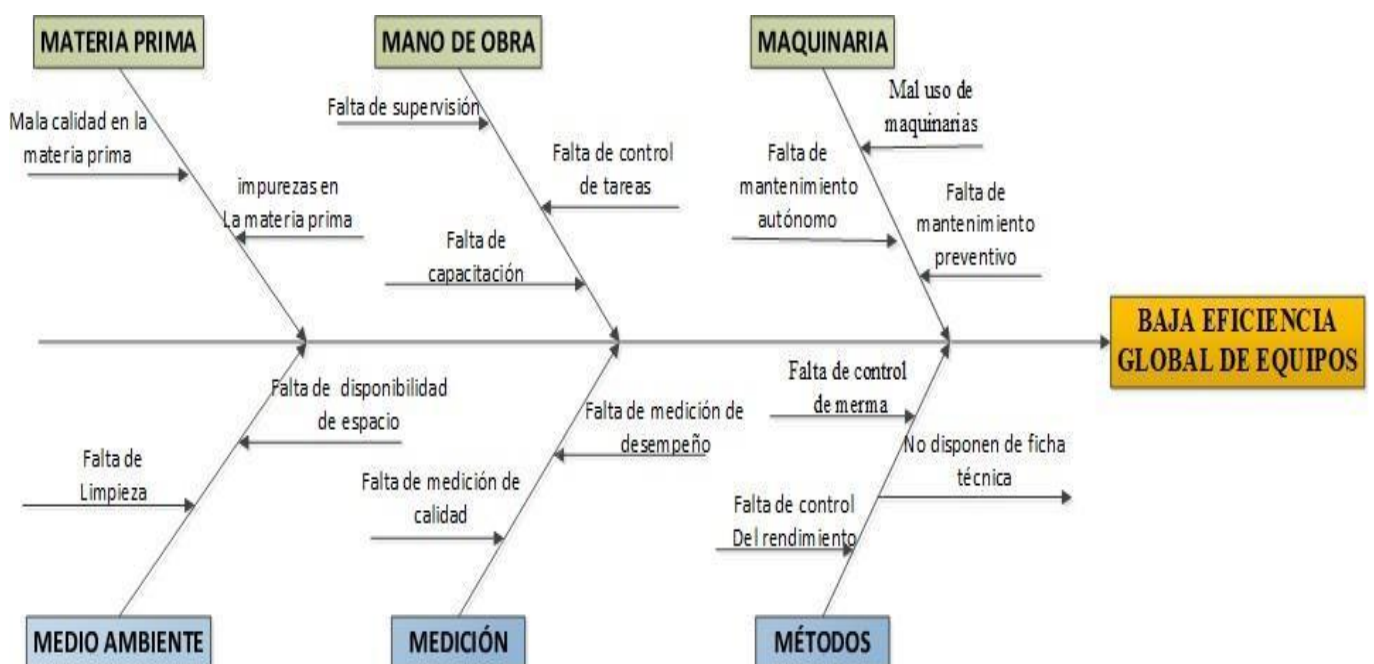 MATERIA PRIMA
MANO DE OBRA
MAQUINARIA
Mala calidad en la
materia prima
impurezas en
La materia prima
Falta de supervisión
Falta de control
de tareas
Falta de
capacitación
Mal uso de
maquinarias
Falta de
mantenimiento
autónomo
Falta de
mantenimiento
preventivo
BAJA EFICIENCIA
GLOBAL DE EQUIPOS
Falta de disponibilidad
de espacio
Falta de
Limpieza
Falta de medición de
desempeño
Falta de medición de
calidad
Falta de control
de merma
No disponen de ficha
técnica
Falta de control
Del rendimiento
MEDIO AMBIENTE
MEDICIÓN
MÉTODOS